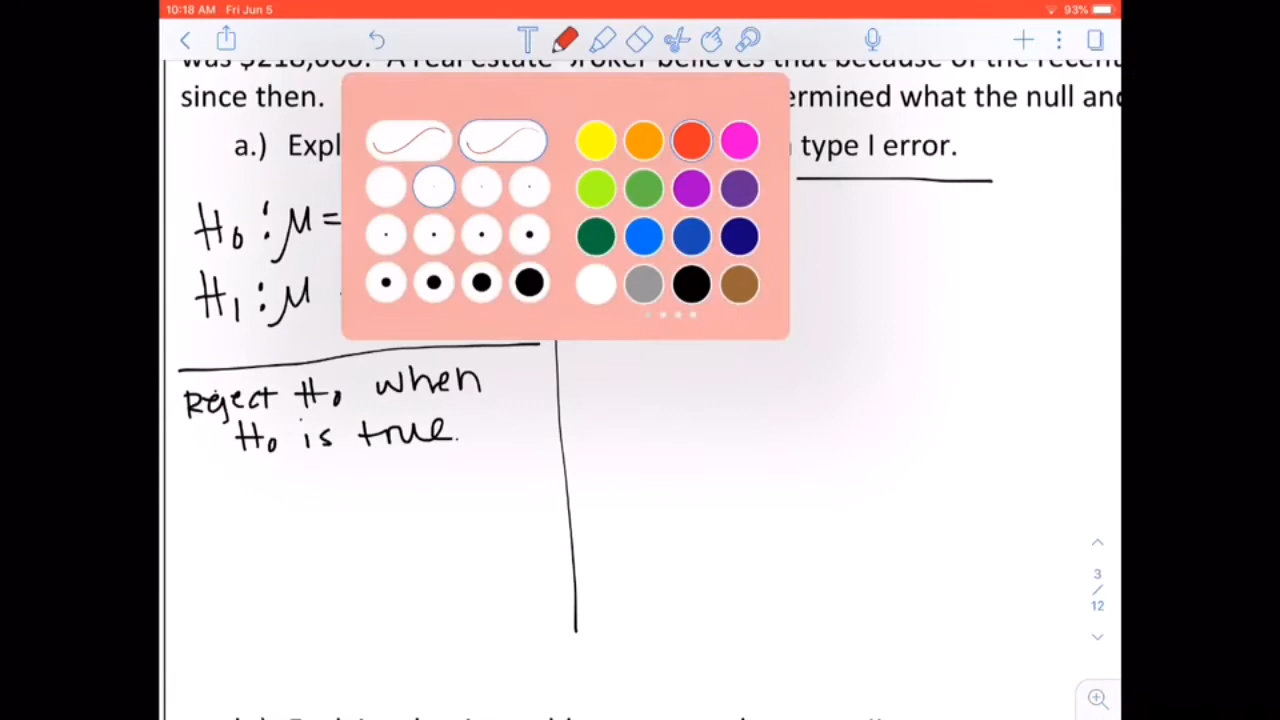 10:18 AM Fri Jun 5 93%
since then. ermined what the null and
a.) Expl type I error.
H₀ : μ =
H₁ : μ
Reject H₀ when
H₀ is true.
3
/
12